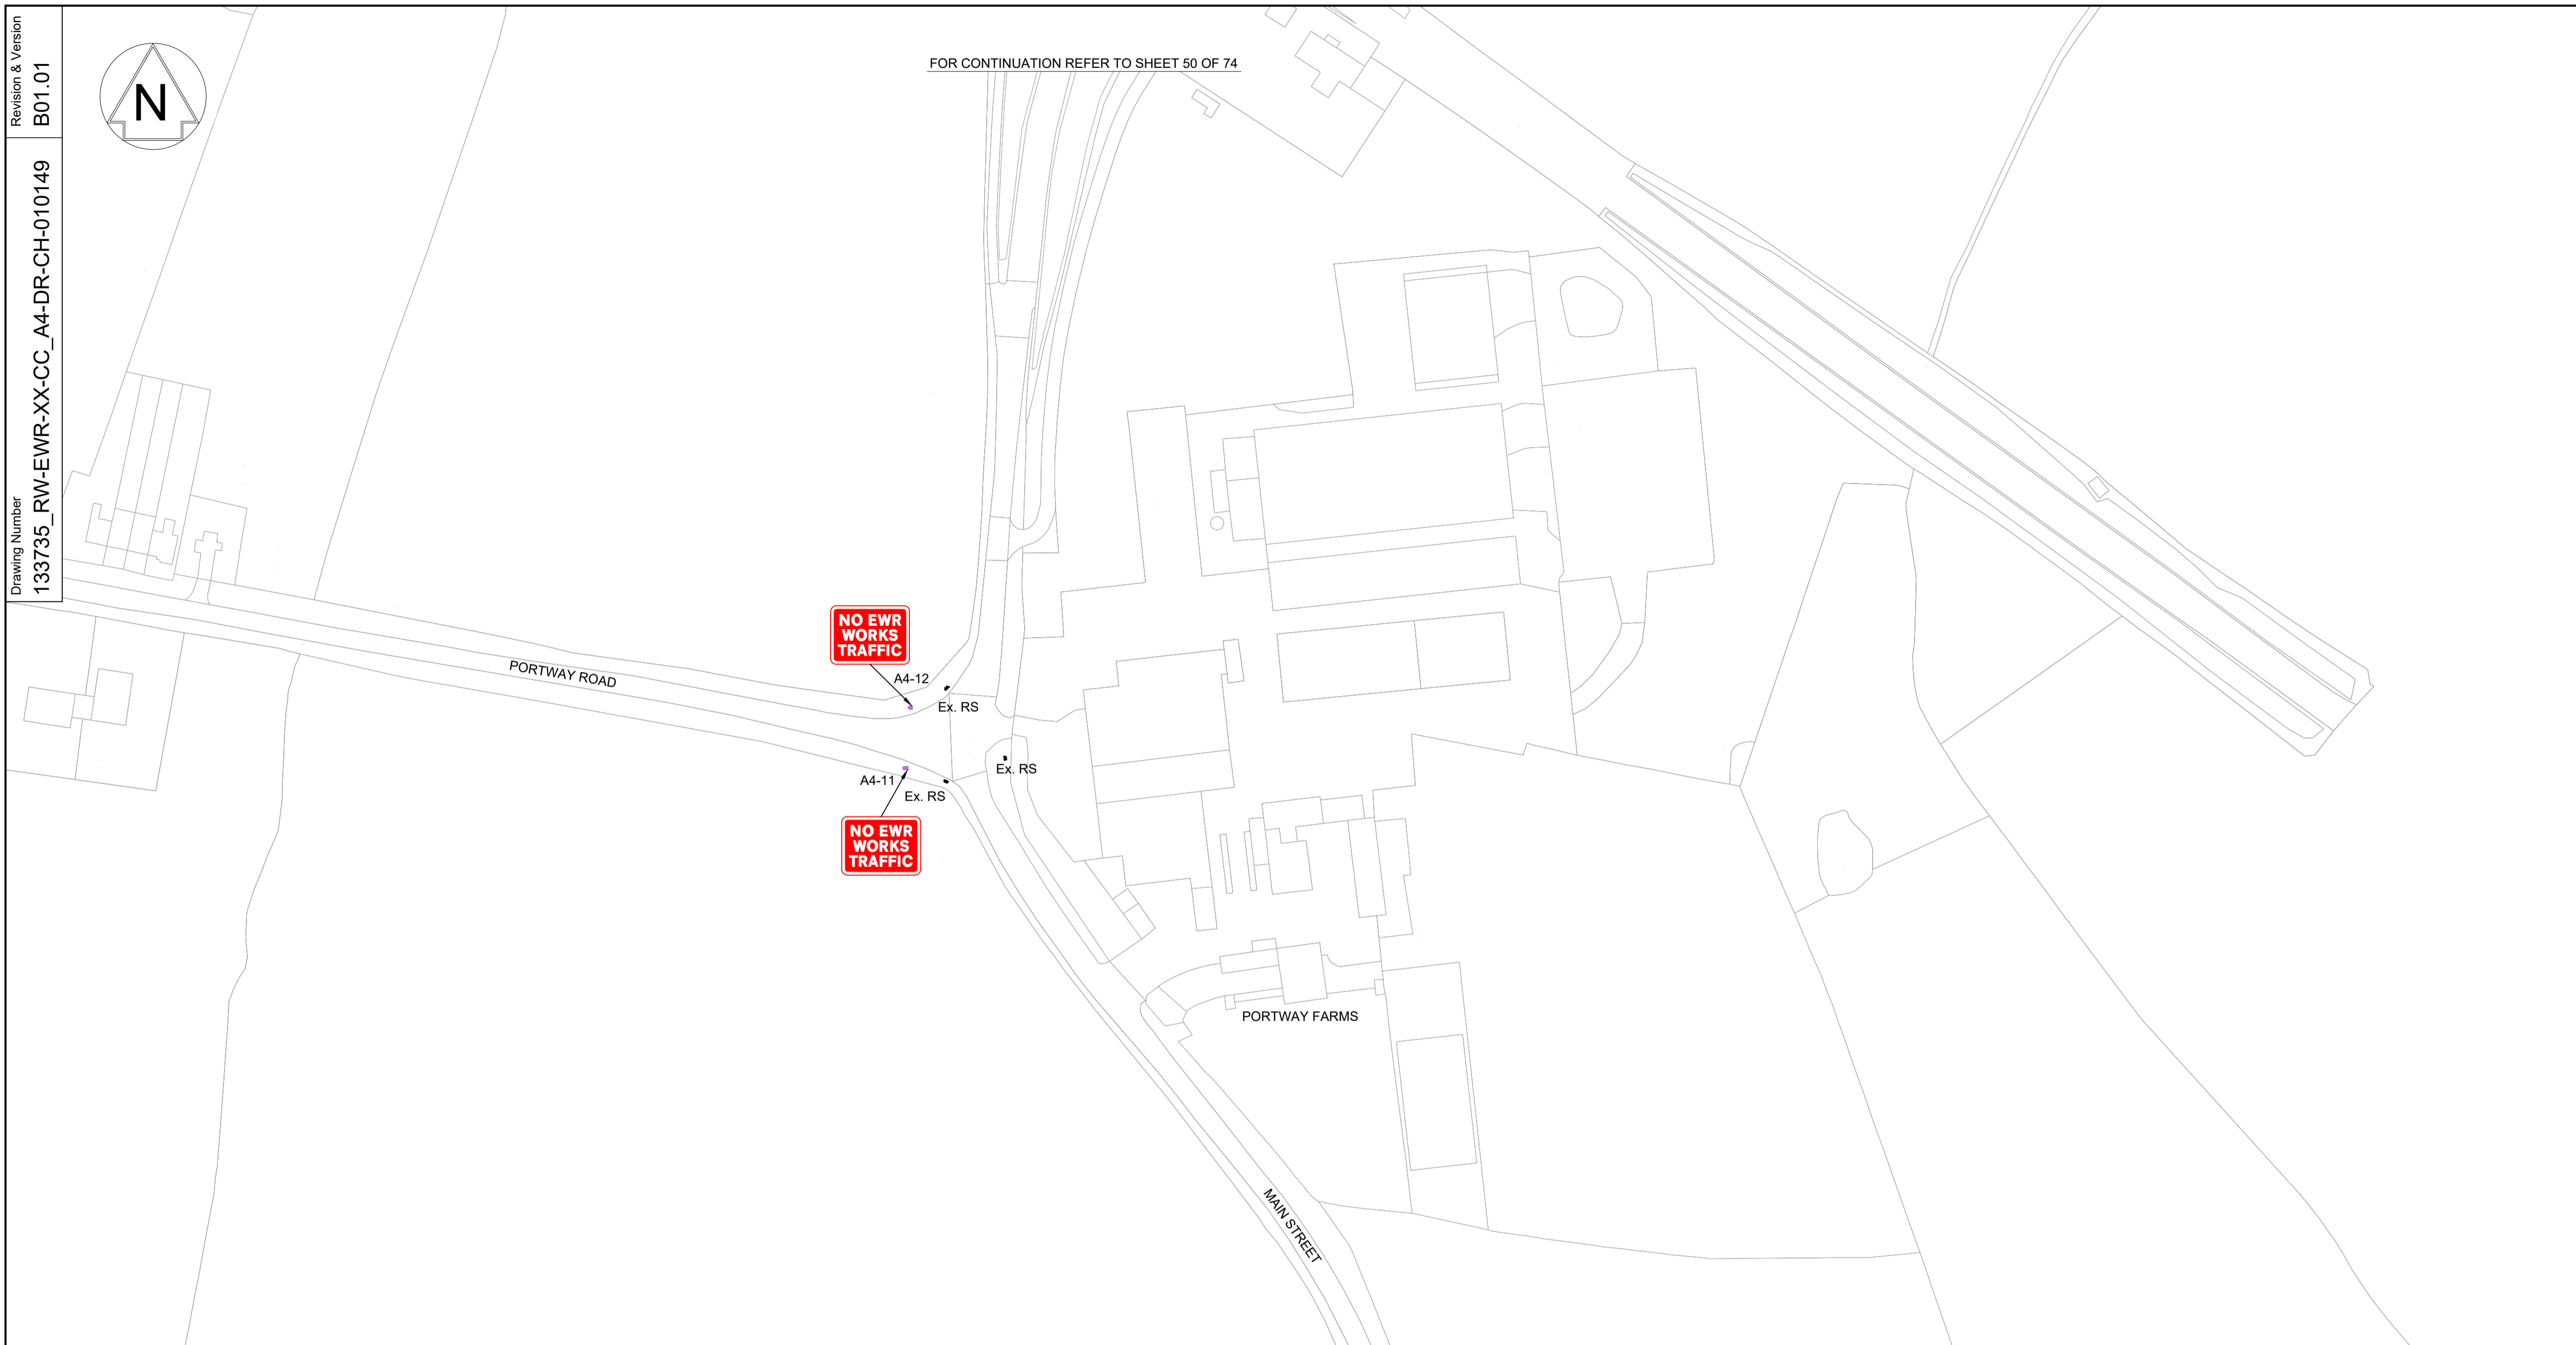 Revision & Version
B01.01
Drawing Number
133735_RW-EWR-XX-CC_A4-DR-CH-010149
N
FOR CONTINUATION REFER TO SHEET 50 OF 74
NO EWR
WORKS
TRAFFIC
A4-12
Ex. RS
PORTWAY ROAD
Ex. RS
A4-11
Ex. RS
NO EWR
WORKS
TRAFFIC
PORTWAY FARMS
MAIN STREET